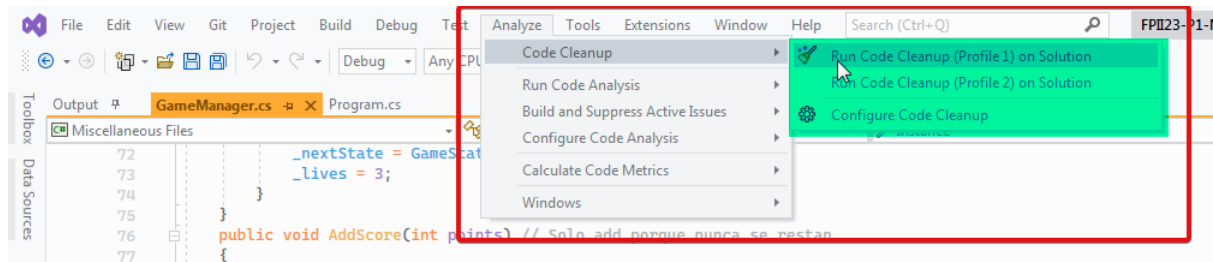 File Edit View Git Project Build Debug Test Analyze Tools Extensions Window Help Search (Ctrl+Q) FPII23-P1-
Debug Any CPU
Code Cleanup
Run Code Cleanup (Profile 1) on Solution
Run Code Cleanup (Profile 2) on Solution
Configure Code Cleanup
Run Code Analysis
Build and Suppress Active Issues
Configure Code Analysis
Calculate Code Metrics
Windows
Toolbox
Data Sources
Output GameManager.cs Program.cs
C# Miscellaneous Files Instance
72 _nextState = GameStat
73 _lives = 3;
74 }
75 }
76 public void AddScore(int points) // Solo add porque nunca se restan
77 {